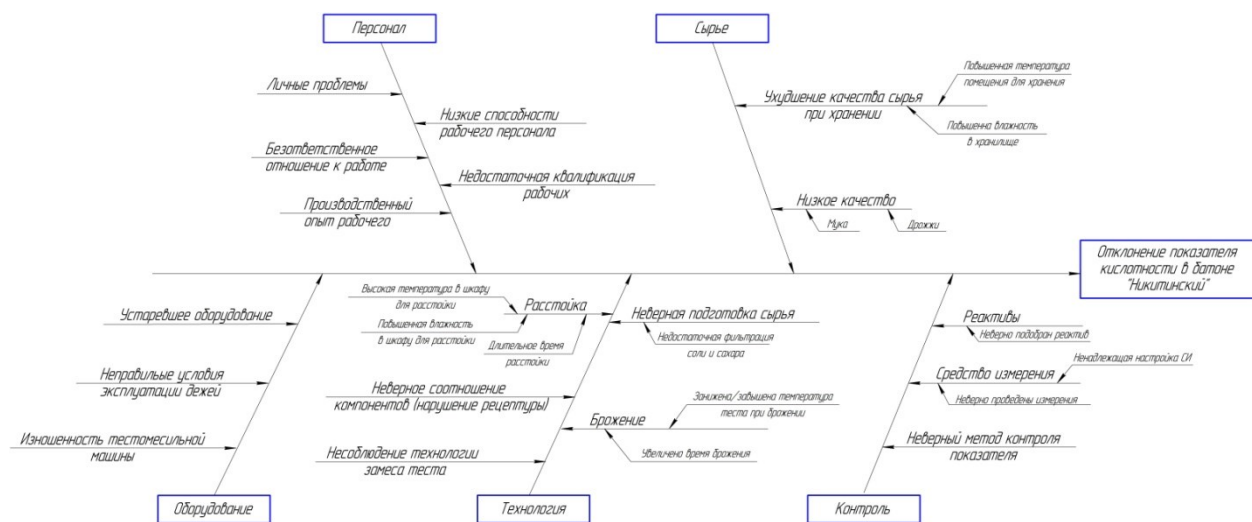 Персонал
Сырье
Личные проблемы
Низкие способности
рабочего персонала
Безответственное
отношение к работе
Недостаточная квалификация
рабочих
Производственный
опыт рабочего
Повышенная температура
помещения для хранения
Ухудшение качества сырья
при хранении
Повышенна влажность
в хранилище
Низкое качество
Мука
Дрожжи
Отклонение показателя
кислотности в батоне
"Никитинский"
Устаревшее оборудование
Неправильые условия
эксплуатации дежей
Изношенность тестомесильной
машины
Высокая температура в шкафу
для расстойки
Расстойка
Повышенная влажность
в шкафу для расстойки
Длительное время
расстойки
Неверная подготовка сырья
Недостаточная фильтрация
соли и сахара
Неверное соотношение
компонентов (нарушение рецептуры)
Занижена/завышена температура
теста при брожении
Брожение
Увеличено время брожения
Несоблюдение технологии
замеса теста
Реактивы
Неверно подобран реактив
Ненадлежащая настройка СИ
Средство измерения
Неверно проведены измерения
Неверный метод контроля
показателя
Оборудование
Технология
Контроль